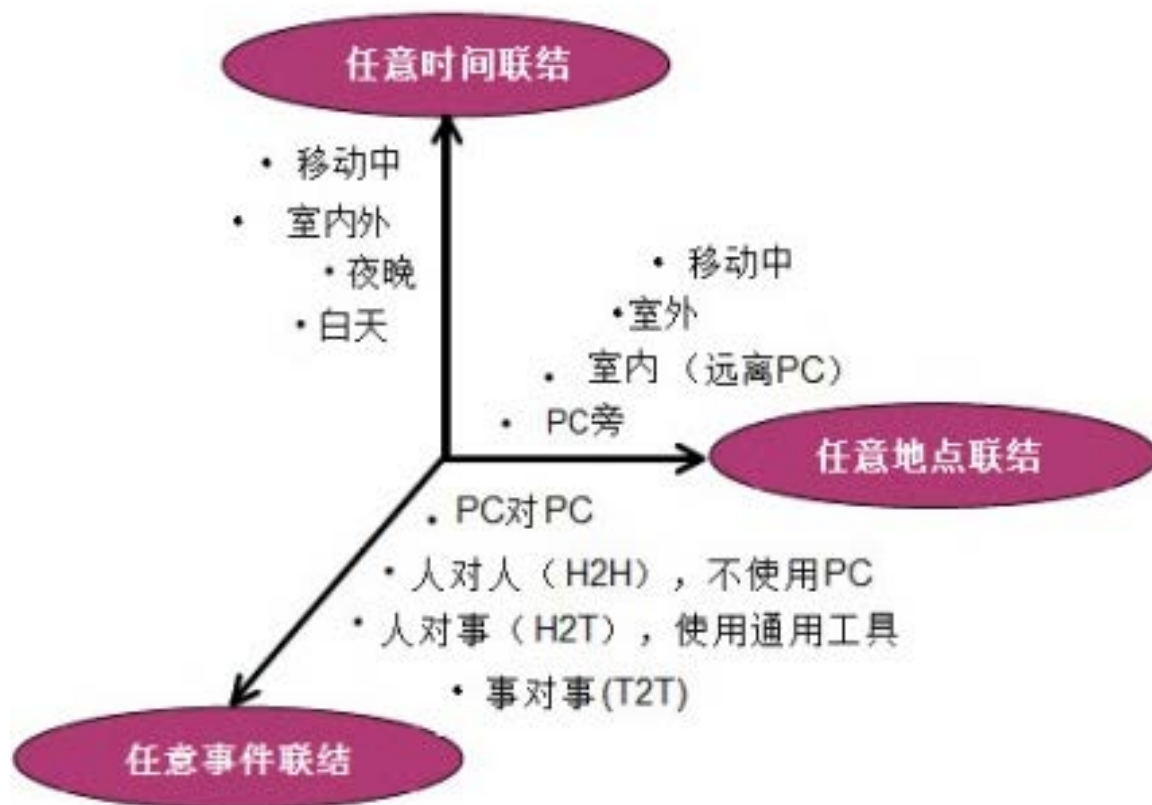 任意时间联结
• 移动中
• 室内外
• 夜晚
• 白天
• 移动中
•室外
• 室内（远离PC）
• PC旁
任意地点联结
• PC对PC
• 人对人（H2H），不使用PC
• 人对事（H2T），使用通用工具
• 事对事(T2T)
任意事件联结